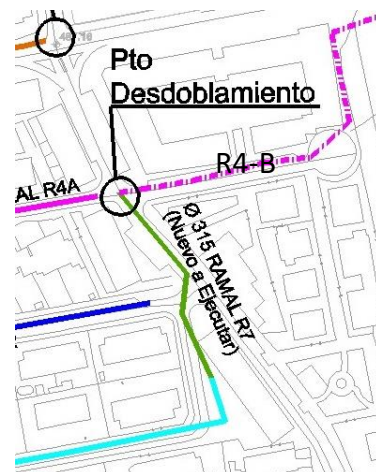 Pto
Desdoblamiento
R4-B
AL R4A
Ø 315 RAMAL R7
(Nuevo a Ejecutar)